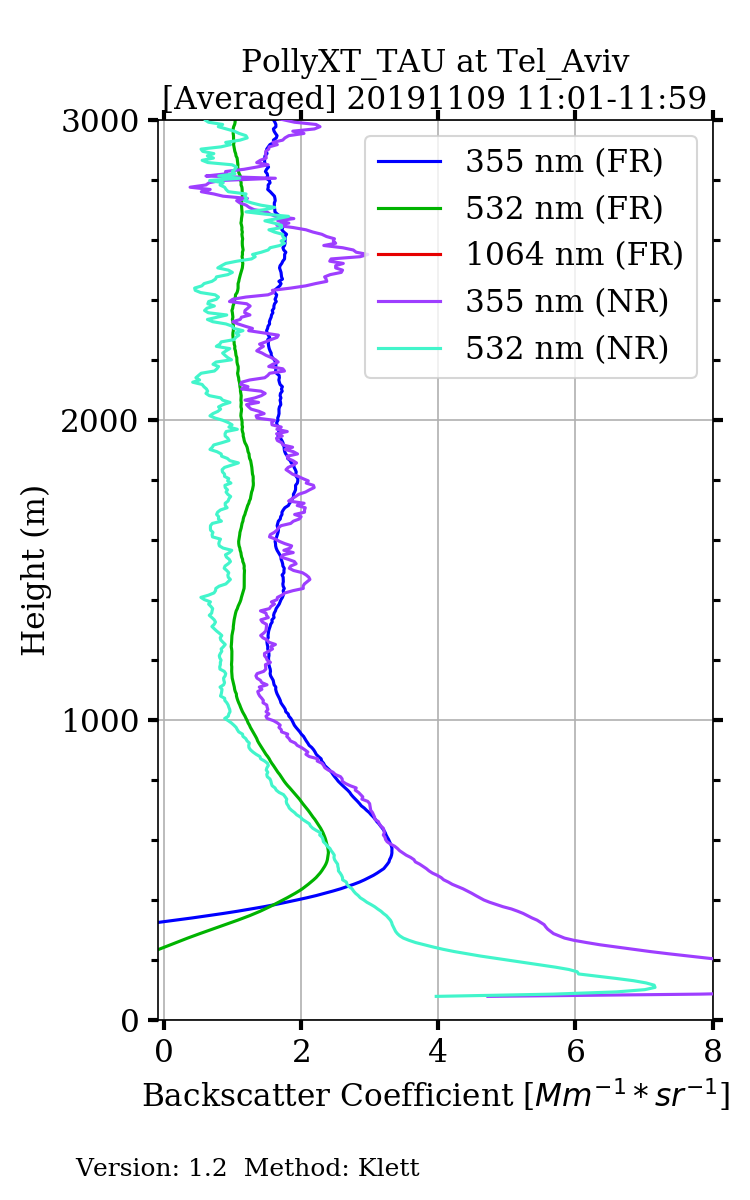 PollyXT_TAU at Tel_Aviv
[Averaged] 20191109 11:01-11:59
3000
2000
1000
0
Height (m)
355 nm (FR)
532 nm (FR)
1064 nm (FR)
355 nm (NR)
532 nm (NR)
0 2 4 6 8
Backscatter Coefficient [Mm⁻¹ * sr⁻¹]
Version: 1.2 Method: Klett